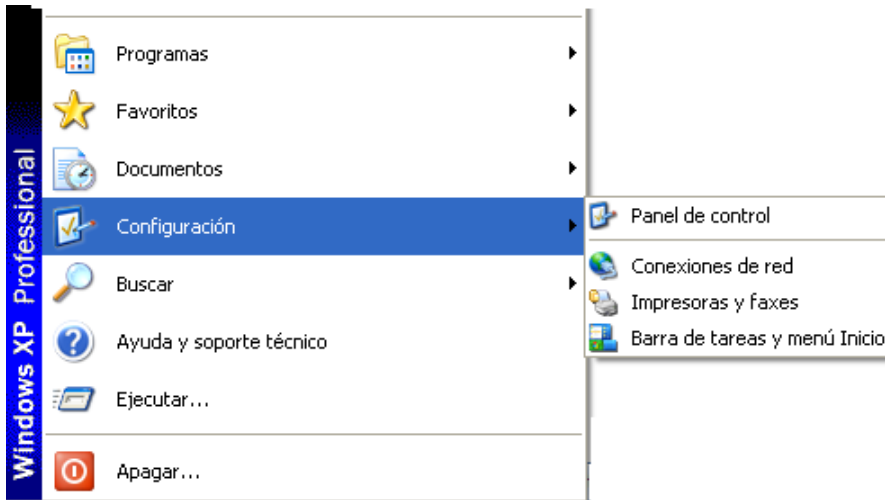 Windows XP Professional
Programas
Favoritos
Documentos
Configuración
Buscar
Ayuda y soporte técnico
Ejecutar...
Apagar...
Panel de control
Conexiones de red
Impresoras y faxes
Barra de tareas y menú Inicio